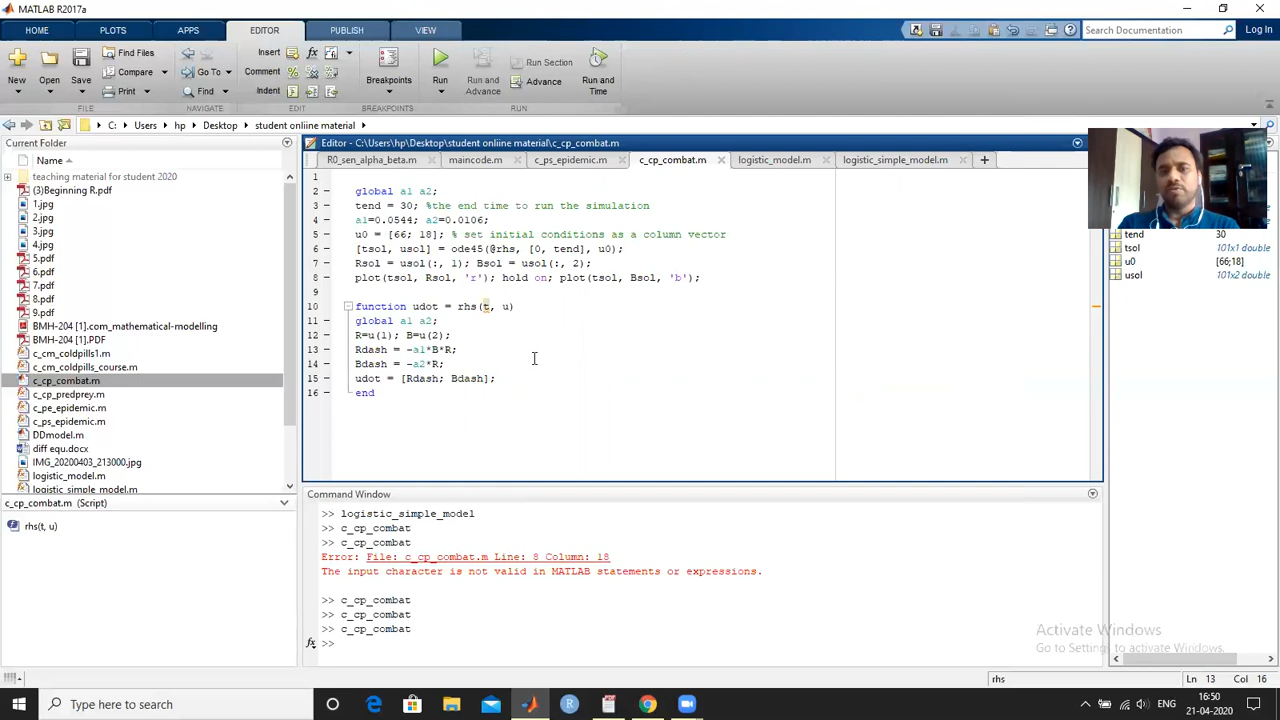 MATLAB R2017a
HOME PLOTS APPS EDITOR PUBLISH VIEW
Search Documentation Log In
New Open Save Find Files Compare Print
Go To Find
Insert Comment Indent fx
Breakpoints Run Run and Advance Run Section Advance Run and Time
FILE NAVIGATE EDIT BREAKPOINTS RUN
C: Users hp Desktop student onliine material
Current Folder
Name
teaching material for student 2020
(3)Beginning R.pdf
1.jpg
2.jpg
3.jpg
4.jpg
5.pdf
6.pdf
7.pdf
8.pdf
9.pdf
BMH-204 [1].com_mathematical-modelling
BMH-204 [1].pdf
c_cm_coldpills1.m
c_cm_coldpills_course.m
c_cp_combat.m
c_cp_predprey.m
c_pe_epidemic.m
c_ps_epidemic.m
DDmodel.m
diff equ.docx
IMG_20200403_213000.jpg
logistic_model.m
logistic_simple_model.m
c_cp_combat.m (Script)
rhs(t, u)
Editor - C:\Users\hp\Desktop\student onliine material\c_cp_combat.m
R0_sen_alpha_beta.m maincode.m c_ps_epidemic.m c_cp_combat.m logistic_model.m logistic_simple_model.m
1
2 global a1 a2;
3 tend = 30; %the end time to run the simulation
4 a1=0.0544; a2=0.0106;
5 u0 = [66; 18]; % set initial conditions as a column vector
6 [tsol, usol] = ode45(@rhs, [0, tend], u0);
7 Rsol = usol(:, 1); Bsol = usol(:, 2);
8 plot(tsol, Rsol, 'r'); hold on; plot(tsol, Bsol, 'b');
9
10 function udot = rhs(t, u)
11 global a1 a2;
12 R=u(1); B=u(2);
13 Rdash = -a1*B*R;
14 Bdash = -a2*R;
15 udot = [Rdash; Bdash];
16 end
tend 30
tsol 101x1 double
u0 [66;18]
usol 101x2 double
Command Window
>> logistic_simple_model
>> c_cp_combat
>> c_cp_combat
Error: File: c_cp_combat.m Line: 8 Column: 18
The input character is not valid in MATLAB statements or expressions.
>> c_cp_combat
>> c_cp_combat
>> c_cp_combat
fx >>
Activate Windows
Go to Settings to activate Windows.
rhs Ln 13 Col 16
Type here to search
16:50
21-04-2020